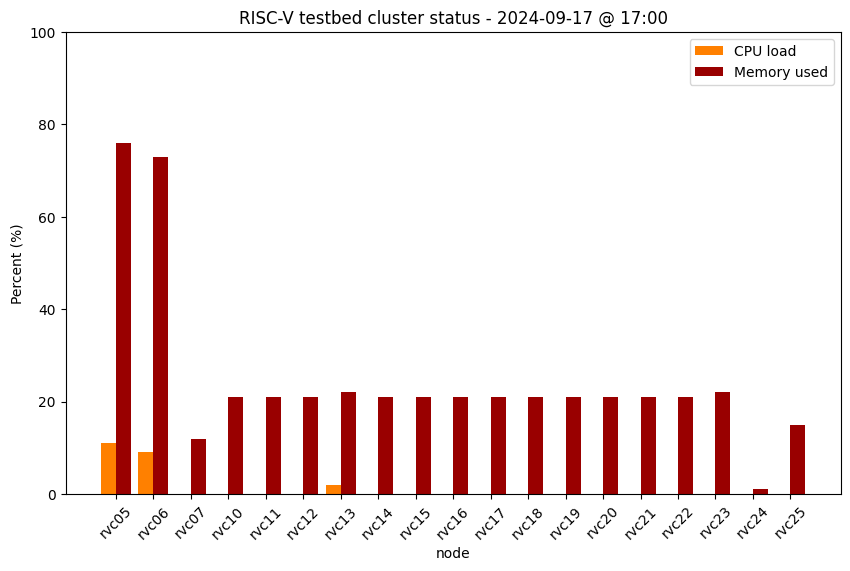 RISC-V testbed cluster status - 2024-09-17 @ 17:00
CPU load
Memory used
Percent (%)
100
80
60
40
20
0
rvc05 rvc06 rvc07 rvc10 rvc11 rvc12 rvc13 rvc14 rvc15 rvc16 rvc17 rvc18 rvc19 rvc20 rvc21 rvc22 rvc23 rvc24 rvc25
node